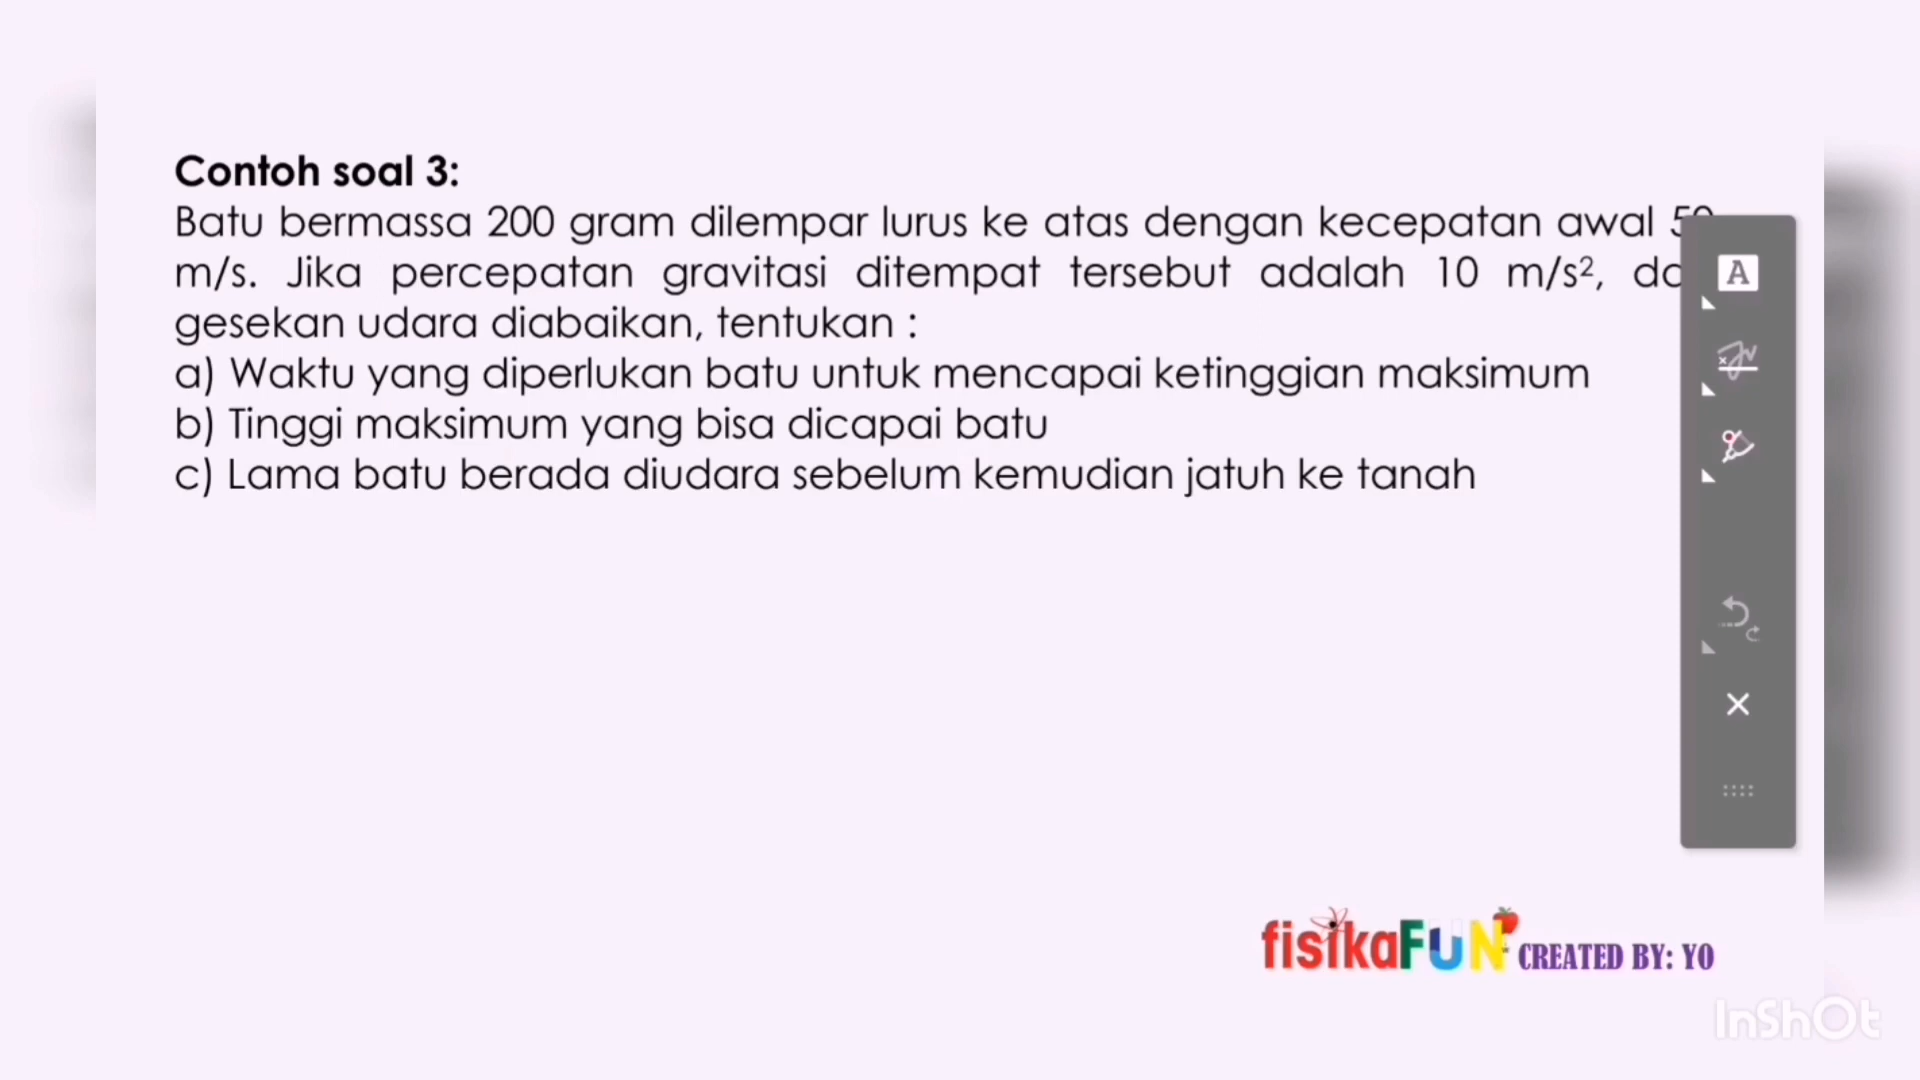 Contoh soal 3:
Batu bermassa 200 gram dilempar lurus ke atas dengan kecepatan awal
m/s. Jika percepatan gravitasi ditempat tersebut adalah 10 m/s²,
gesekan udara diabaikan, tentukan :
a) Waktu yang diperlukan batu untuk mencapai ketinggian maksimum
b) Tinggi maksimum yang bisa dicapai batu
c) Lama batu berada diudara sebelum kemudian jatuh ke tanah
A
fisikaFUN CREATED BY: YO
InShOt